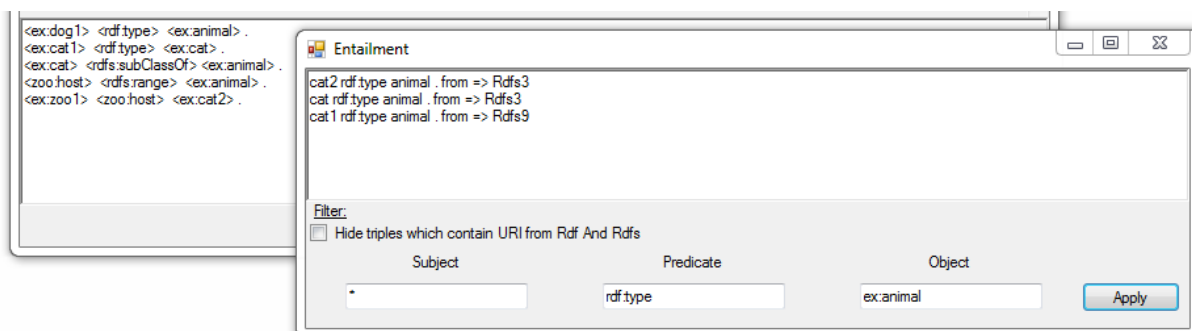 <ex:dog1> <rdf:type> <ex:animal> .
<ex:cat1> <rdf:type> <ex:cat> .
<ex:cat> <rdfs:subClassOf> <ex:animal> .
<zoo:host> <rdfs:range> <ex:animal> .
<ex:zoo1> <zoo:host> <ex:cat2> .
Entailment
cat2 rdf:type animal . from => Rdfs3
cat rdf:type animal . from => Rdfs3
cat1 rdf:type animal . from => Rdfs9
Filter:
Hide triples which contain URI from Rdf And Rdfs
Subject Predicate Object
* rdf:type ex:animal Apply